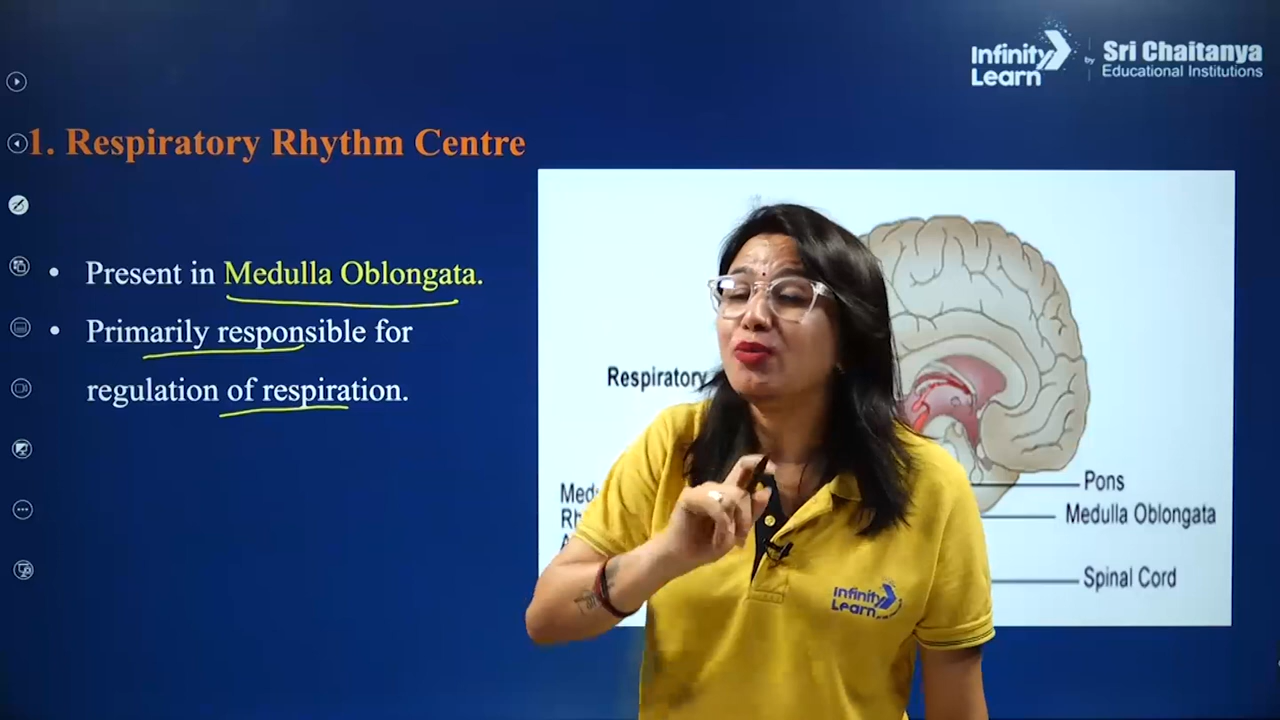 Infinity Learn
by
Sri Chaitanya
Educational Institutions
1. Respiratory Rhythm Centre
Present in Medulla Oblongata.
Primarily responsible for
regulation of respiration.
Respiratory
Pons
Medulla Oblongata
Spinal Cord
Infinity
Learn